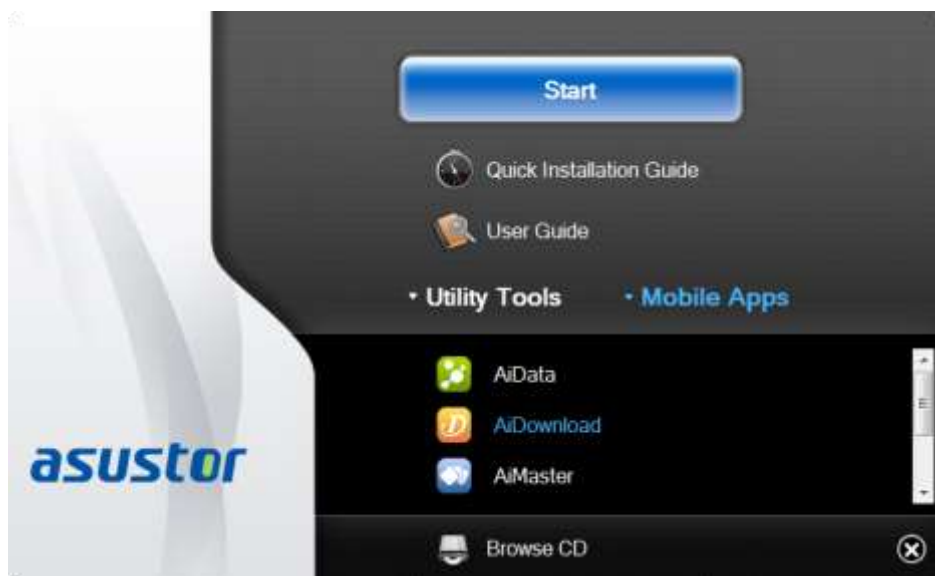 Start
Quick Installation Guide
User Guide
• Utility Tools • Mobile Apps
AiData
AiDownload
AiMaster
asustor
Browse CD